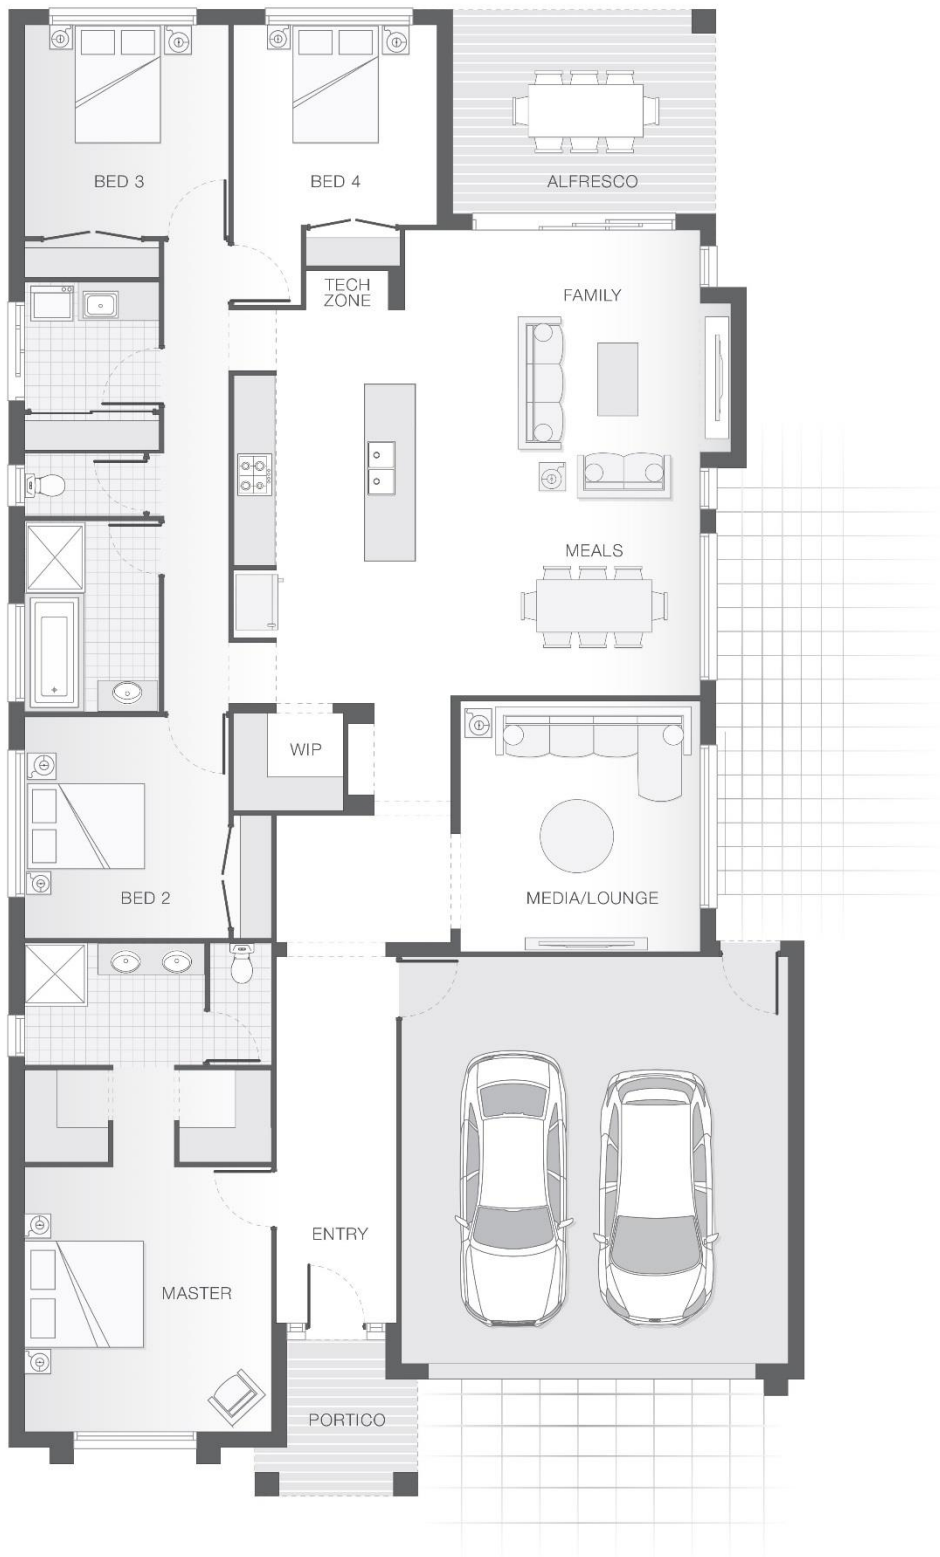 BED 3
BED 4
ALFRESCO
TECH
ZONE
FAMILY
MEALS
WIP
BED 2
MEDIA/LOUNGE
ENTRY
MASTER
PORTICO